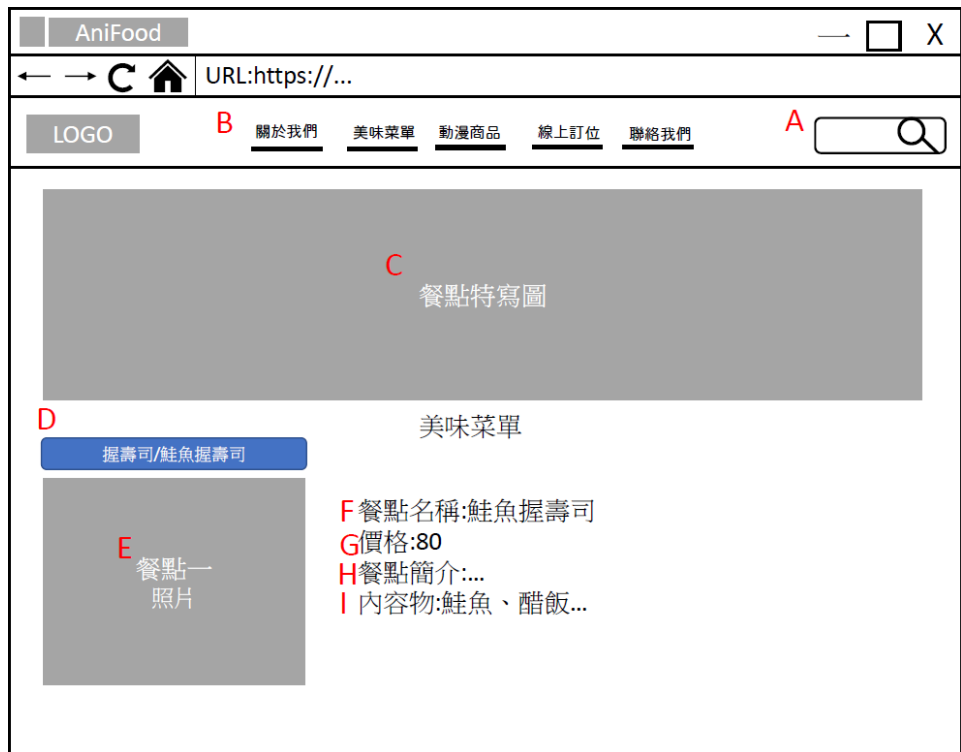 AniFood
X
URL:https://...
LOGO
B
關於我們 美味菜單 動漫商品 線上訂位 聯絡我們
A
C
餐點特寫圖
D
美味菜單
握壽司/鮭魚握壽司
E
餐點一
照片
F 餐點名稱:鮭魚握壽司
G價格:80
H餐點簡介:...
I 內容物:鮭魚、醋飯...